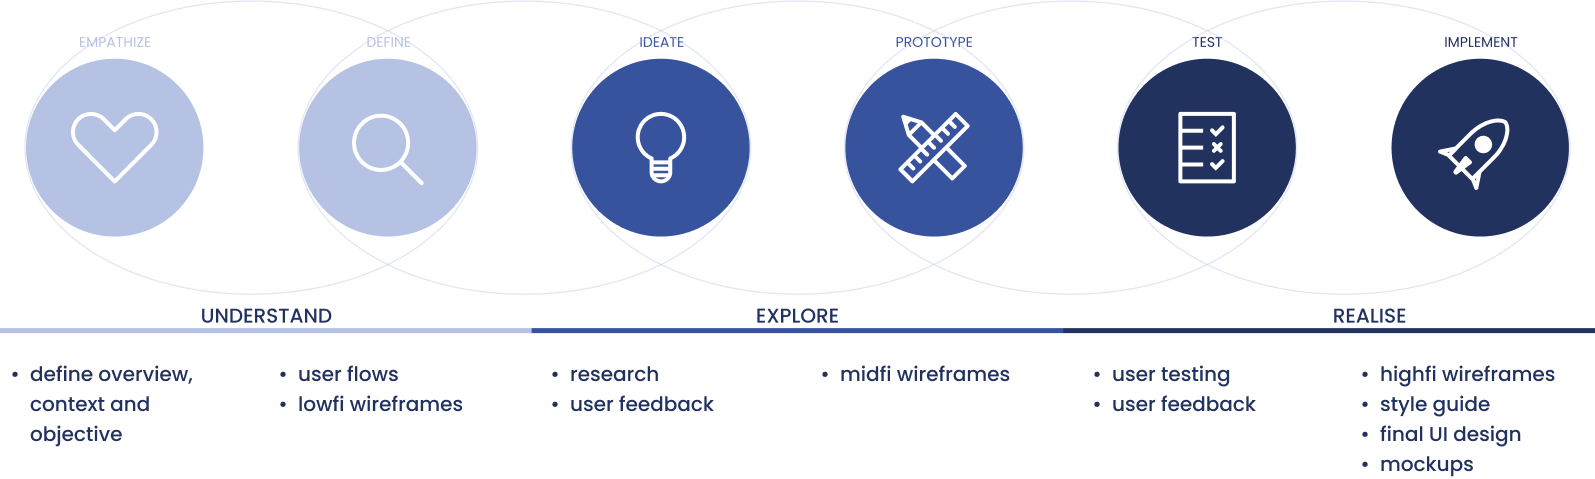 EMPATHIZE
DEFINE
IDEATE
PROTOTYPE
TEST
IMPLEMENT
UNDERSTAND
EXPLORE
REALISE
• define overview,
context and
objective
• user flows
• lowfi wireframes
• research
• user feedback
• midfi wireframes
• user testing
• user feedback
• highfi wireframes
• style guide
• final UI design
• mockups